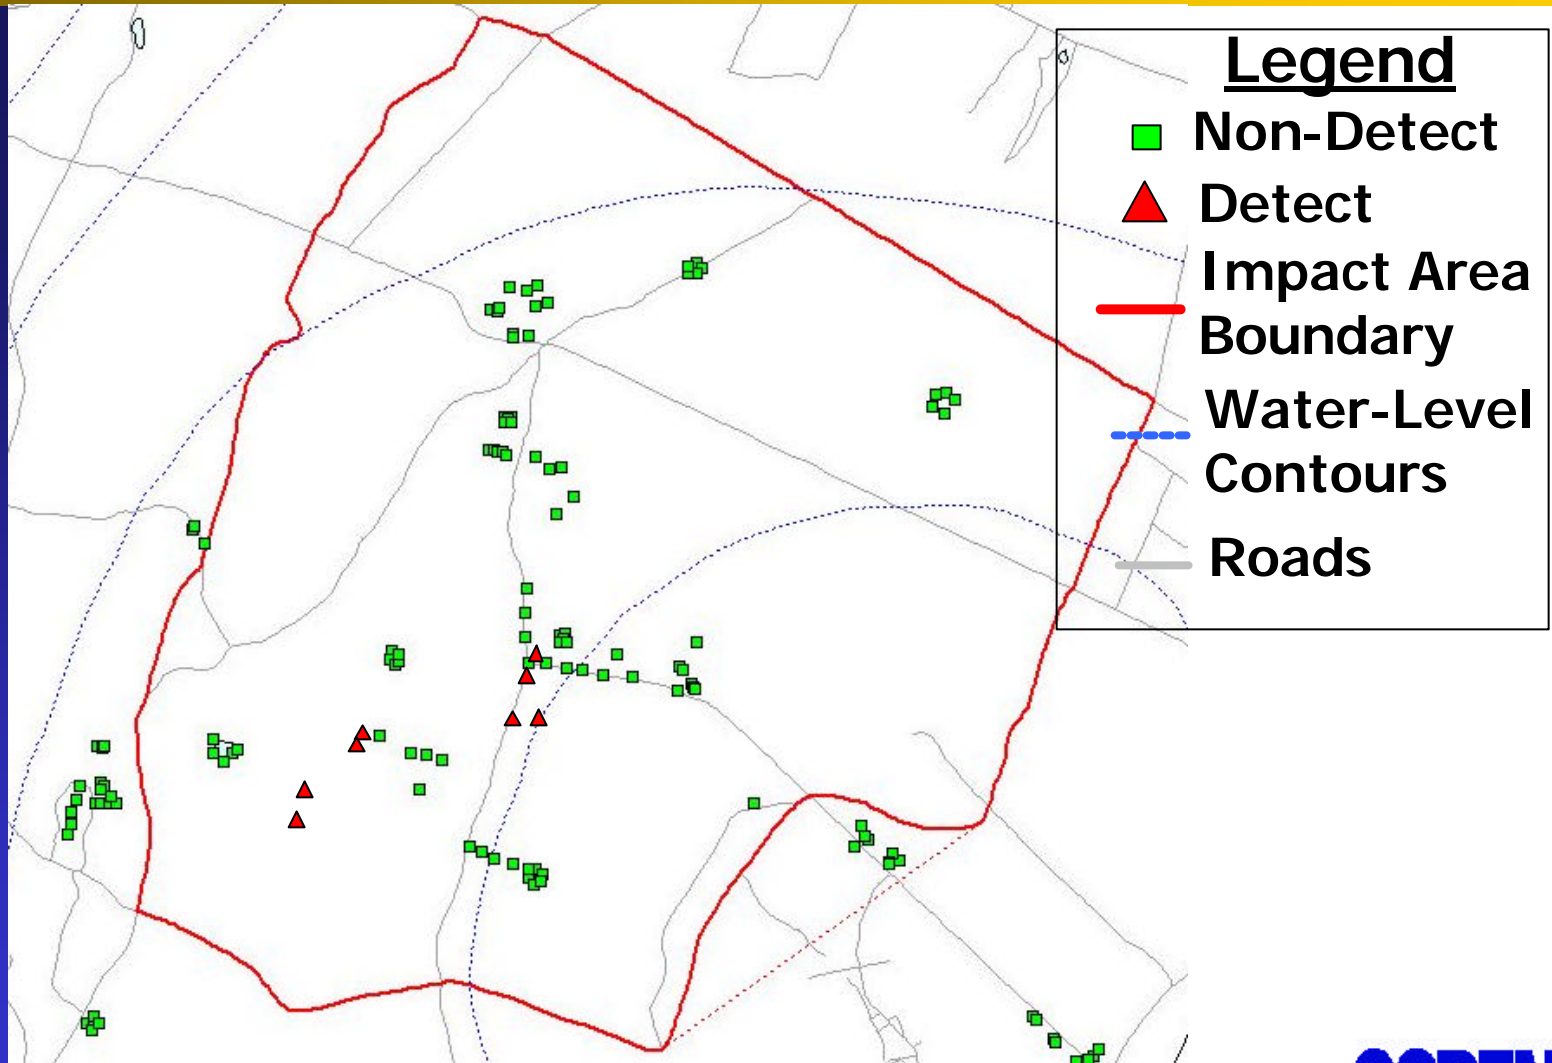 Legend
Non-Detect
Detect
Impact Area
Boundary
Water-Level
Contours
Roads